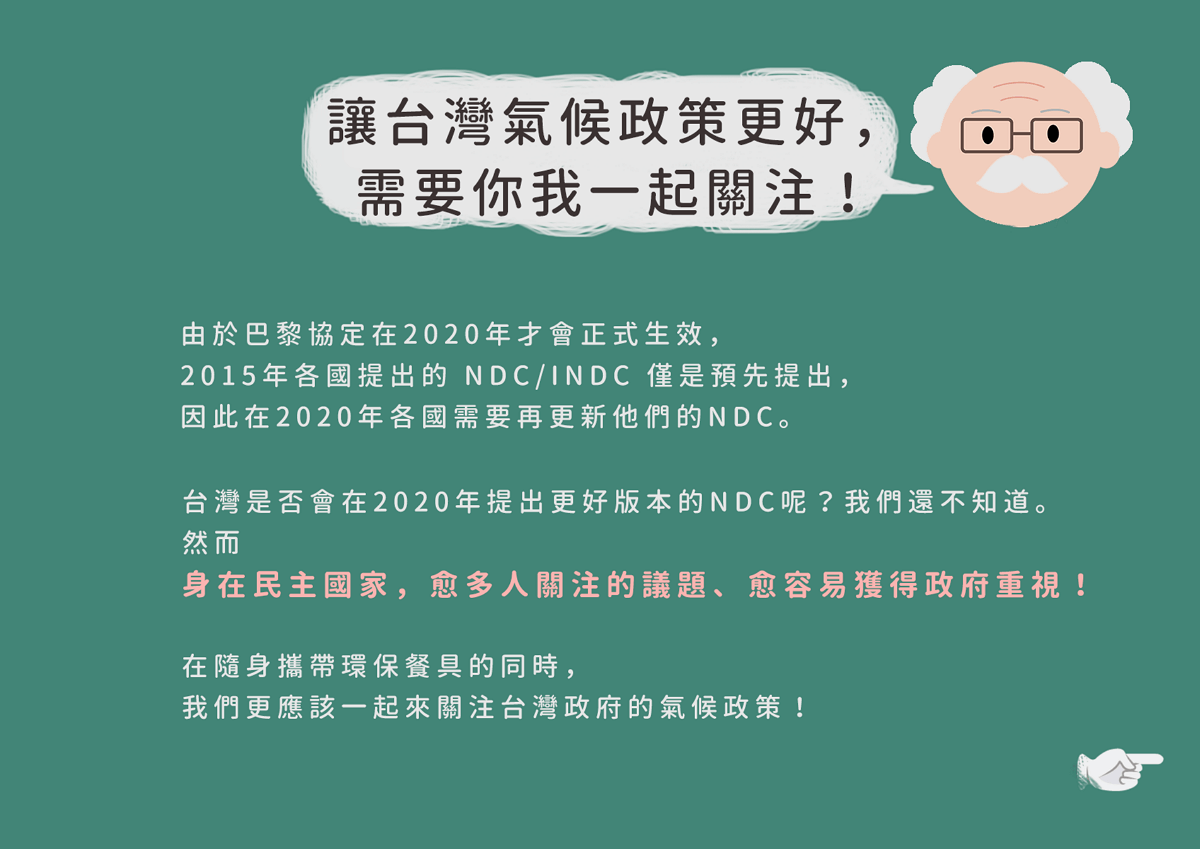 讓台灣氣候政策更好，
需要你我一起關注！
由於巴黎協定在2020年才會正式生效，
2015年各國提出的 NDC/INDC 僅是預先提出，
因此在2020年各國需要再更新他們的NDC。
台灣是否會在2020年提出更好版本的NDC呢？我們還不知道。
然而
身在民主國家，愈多人關注的議題、愈容易獲得政府重視！
在隨身攜帶環保餐具的同時，
我們更應該一起來關注台灣政府的氣候政策！